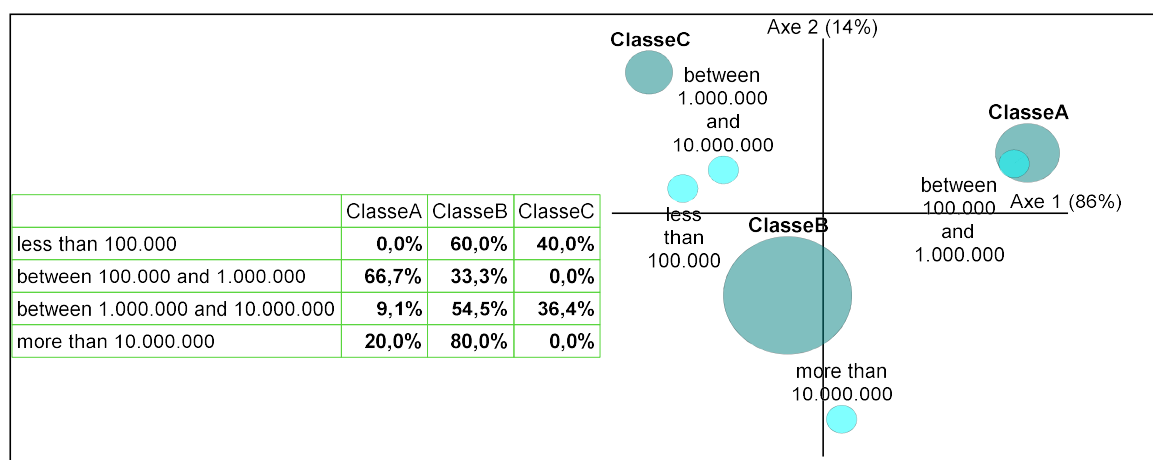 ClasseA ClasseB ClasseC
less than 100.000 0,0% 60,0% 40,0%
between 100.000 and 1.000.000 66,7% 33,3% 0,0%
between 1.000.000 and 10.000.000 9,1% 54,5% 36,4%
more than 10.000.000 20,0% 80,0% 0,0%
Axe 2 (14%)
ClasseC
between
1.000.000
and
10.000.000
ClasseA
between
100.000
and
1.000.000
Axe 1 (86%)
less
than
100.000
ClasseB
more than
10.000.000